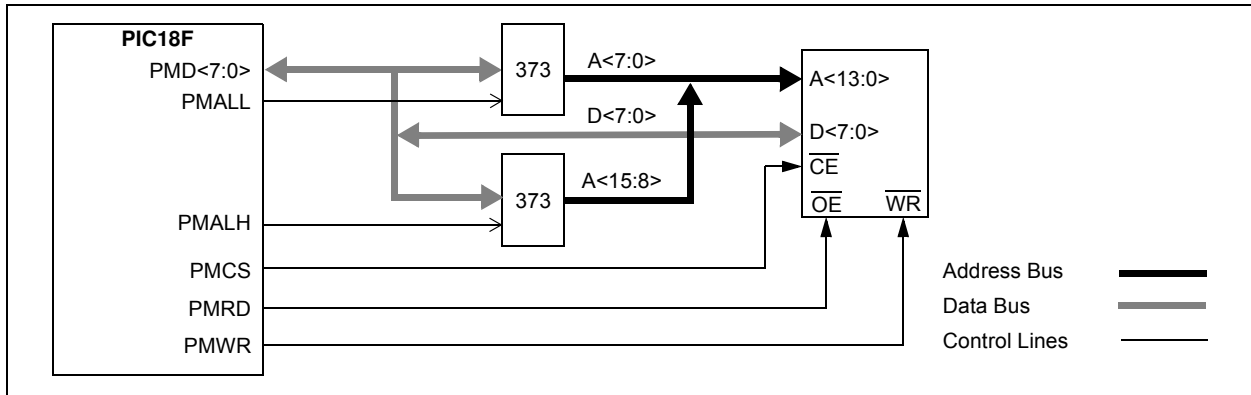 PIC18F
PMD<7:0>
PMALL
PMALH
PMCS
PMRD
PMWR
373
373
A<7:0>
D<7:0>
A<15:8>
A<13:0>
D<7:0>
CE
OE WR
Address Bus
Data Bus
Control Lines